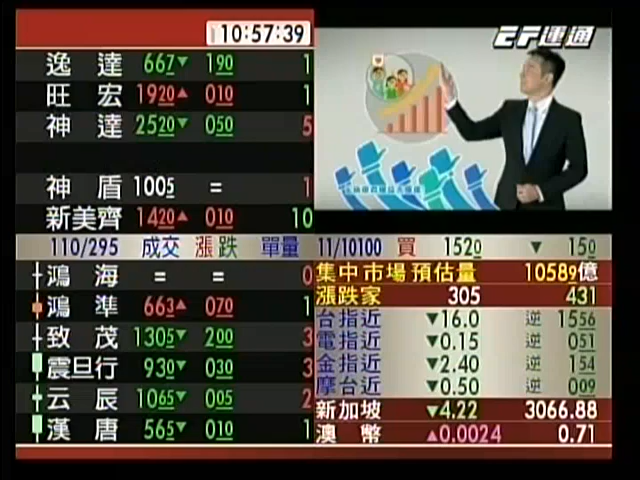 10:57:39
EF運通
逸達 667▼ 190 1
旺宏 1920▲ 010 1
神達 2520▼ 050 5
神盾 1005 = 1
新美齊 1420▲ 010 10
110/295 成交 漲跌 單量 11/10100 買 1520 ▼ 150
鴻海 = = 0
鴻準 663▲ 070 1
致茂 1305▼ 200 3
震旦行 930▼ 030 3
云辰 1065▼ 005 2
漢唐 565▼ 010 1
集中市場預估量 10589億
漲跌家 305 431
台指近 ▼16.0 逆 1556
電指近 ▼0.15 逆 051
金指近 ▼2.40 逆 154
摩台近 ▼0.50 逆 009
新加坡 ▼4.22 3066.88
澳幣 ▲0.0024 0.71